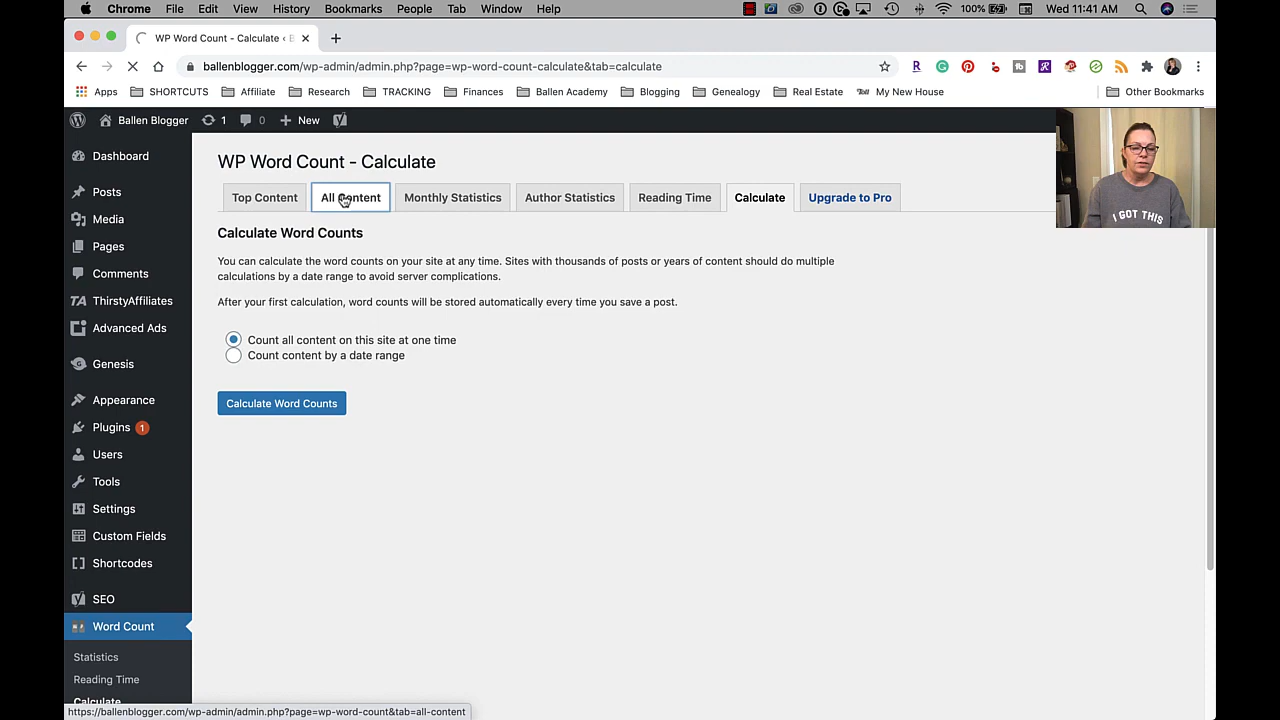 Chrome File Edit View History Bookmarks People Tab Window Help 100% Wed 11:41 AM
WP Word Count - Calculate ‹ B
ballenblogger.com/wp-admin/admin.php?page=wp-word-count-calculate&tab=calculate
Apps SHORTCUTS Affiliate Research TRACKING Finances Ballen Academy Blogging Genealogy Real Estate My New House Other Bookmarks
Ballen Blogger 1 0 New
Dashboard
Posts
Media
Pages
Comments
TA ThirstyAffiliates
Advanced Ads
Genesis
Appearance
Plugins 1
Users
Tools
Settings
Custom Fields
Shortcodes
SEO
Word Count
Statistics
Reading Time
Calculate
WP Word Count - Calculate
Top Content All Content Monthly Statistics Author Statistics Reading Time Calculate Upgrade to Pro
Calculate Word Counts
You can calculate the word counts on your site at any time. Sites with thousands of posts or years of content should do multiple
calculations by a date range to avoid server complications.
After your first calculation, word counts will be stored automatically every time you save a post.
Count all content on this site at one time
Count content by a date range
Calculate Word Counts
I GOT THIS
https://ballenblogger.com/wp-admin/admin.php?page=wp-word-count&tab=all-content